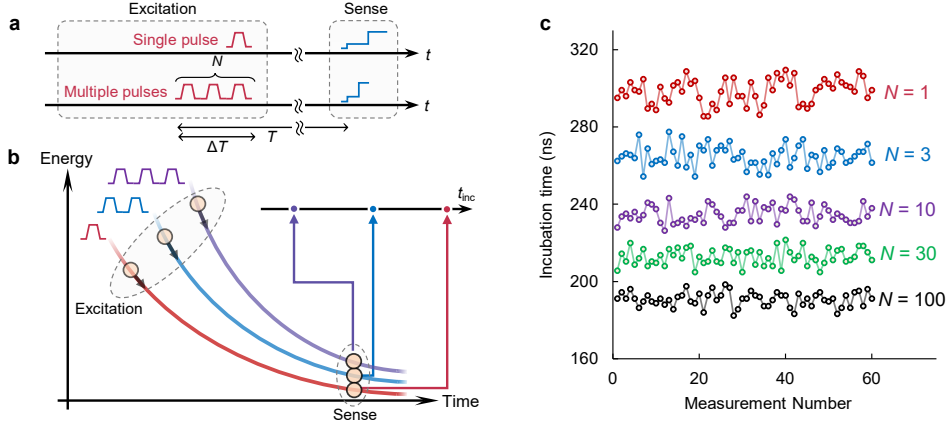 a
Excitation
Sense
Single pulse
t
N
Multiple pulses
t
T
ΔT
b
Energy
t_inc
Excitation
Sense
Time
c
Incubation time (ns)
320
280
240
200
160
N = 1
N = 3
N = 10
N = 30
N = 100
0
20
40
60
Measurement Number